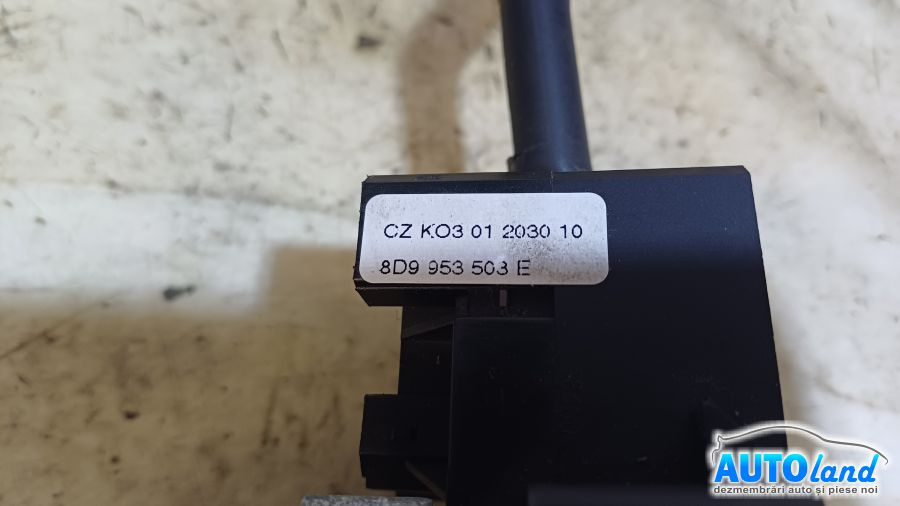 CZ KO3 01 2030 10
8D9 953 503 E
AUTOland
dezmembrări auto și piese noi